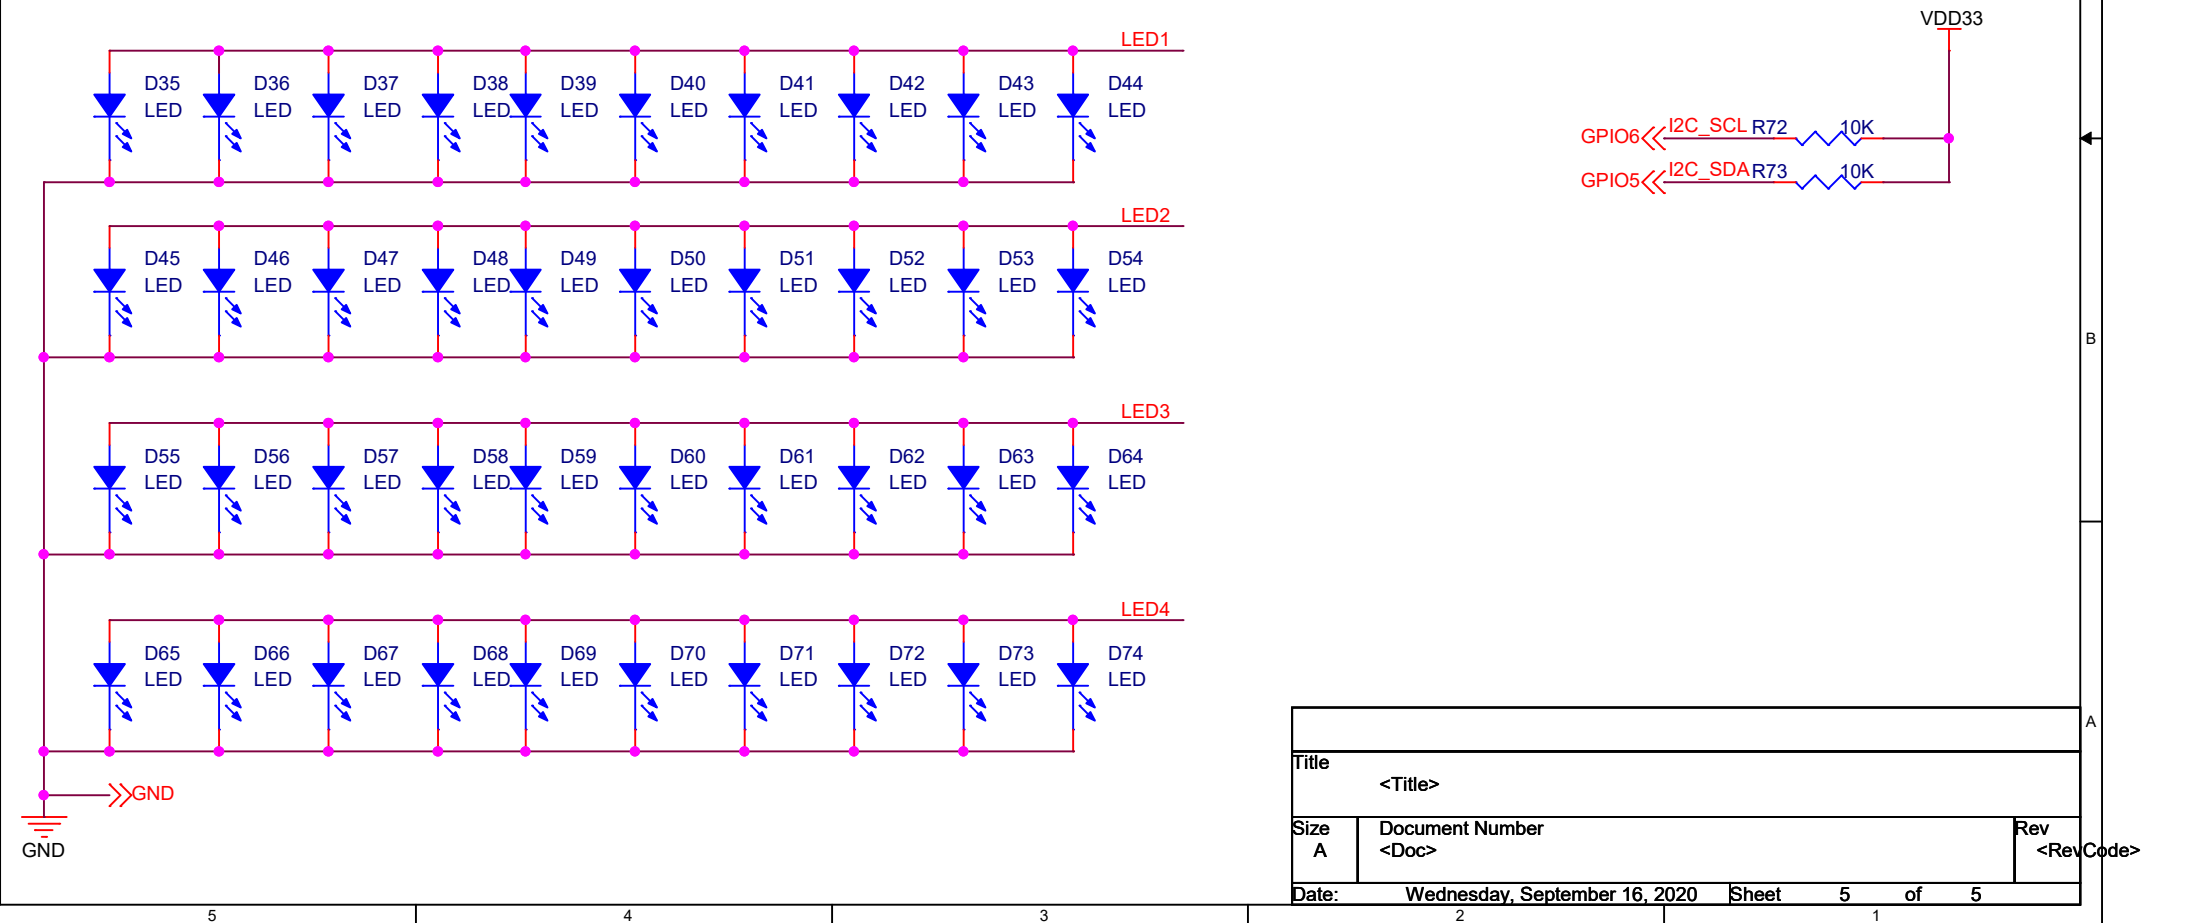 VDD33
LED1
D35 D36 D37 D38 D39 D40 D41 D42 D43 D44
LED LED LED LED LED LED LED LED LED LED
GPIO6 I2C_SCL R72 10K
GPIO5 I2C_SDA R73 10K
LED2
D45 D46 D47 D48 D49 D50 D51 D52 D53 D54
LED LED LED LED LED LED LED LED LED LED
B
LED3
D55 D56 D57 D58 D59 D60 D61 D62 D63 D64
LED LED LED LED LED LED LED LED LED LED
LED4
D65 D66 D67 D68 D69 D70 D71 D72 D73 D74
LED LED LED LED LED LED LED LED LED LED
A
GND
GND
Title
<Title>
Size Document Number Rev
A <Doc> <RevCode>
Date: Wednesday, September 16, 2020 Sheet 5 of 5
5 4 3 2 1